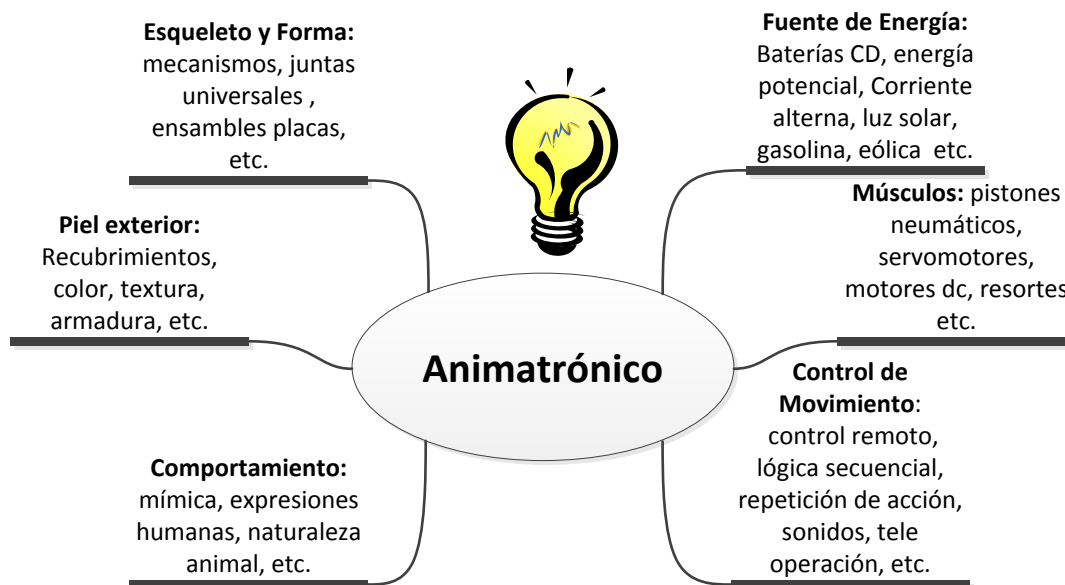 Esqueleto y Forma:
mecanismos, juntas
universales ,
ensambles placas,
etc.
Fuente de Energía:
Baterías CD, energía
potencial, Corriente
alterna, luz solar,
gasolina, eólica  etc.
Piel exterior:
Recubrimientos,
color, textura,
armadura, etc.
Músculos: pistones
neumáticos,
servomotores,
motores dc, resortes
etc.
Animatrónico
Comportamiento:
mímica, expresiones
humanas, naturaleza
animal, etc.
Control de
Movimiento:
control remoto,
lógica secuencial,
repetición de acción,
sonidos, tele
operación, etc.